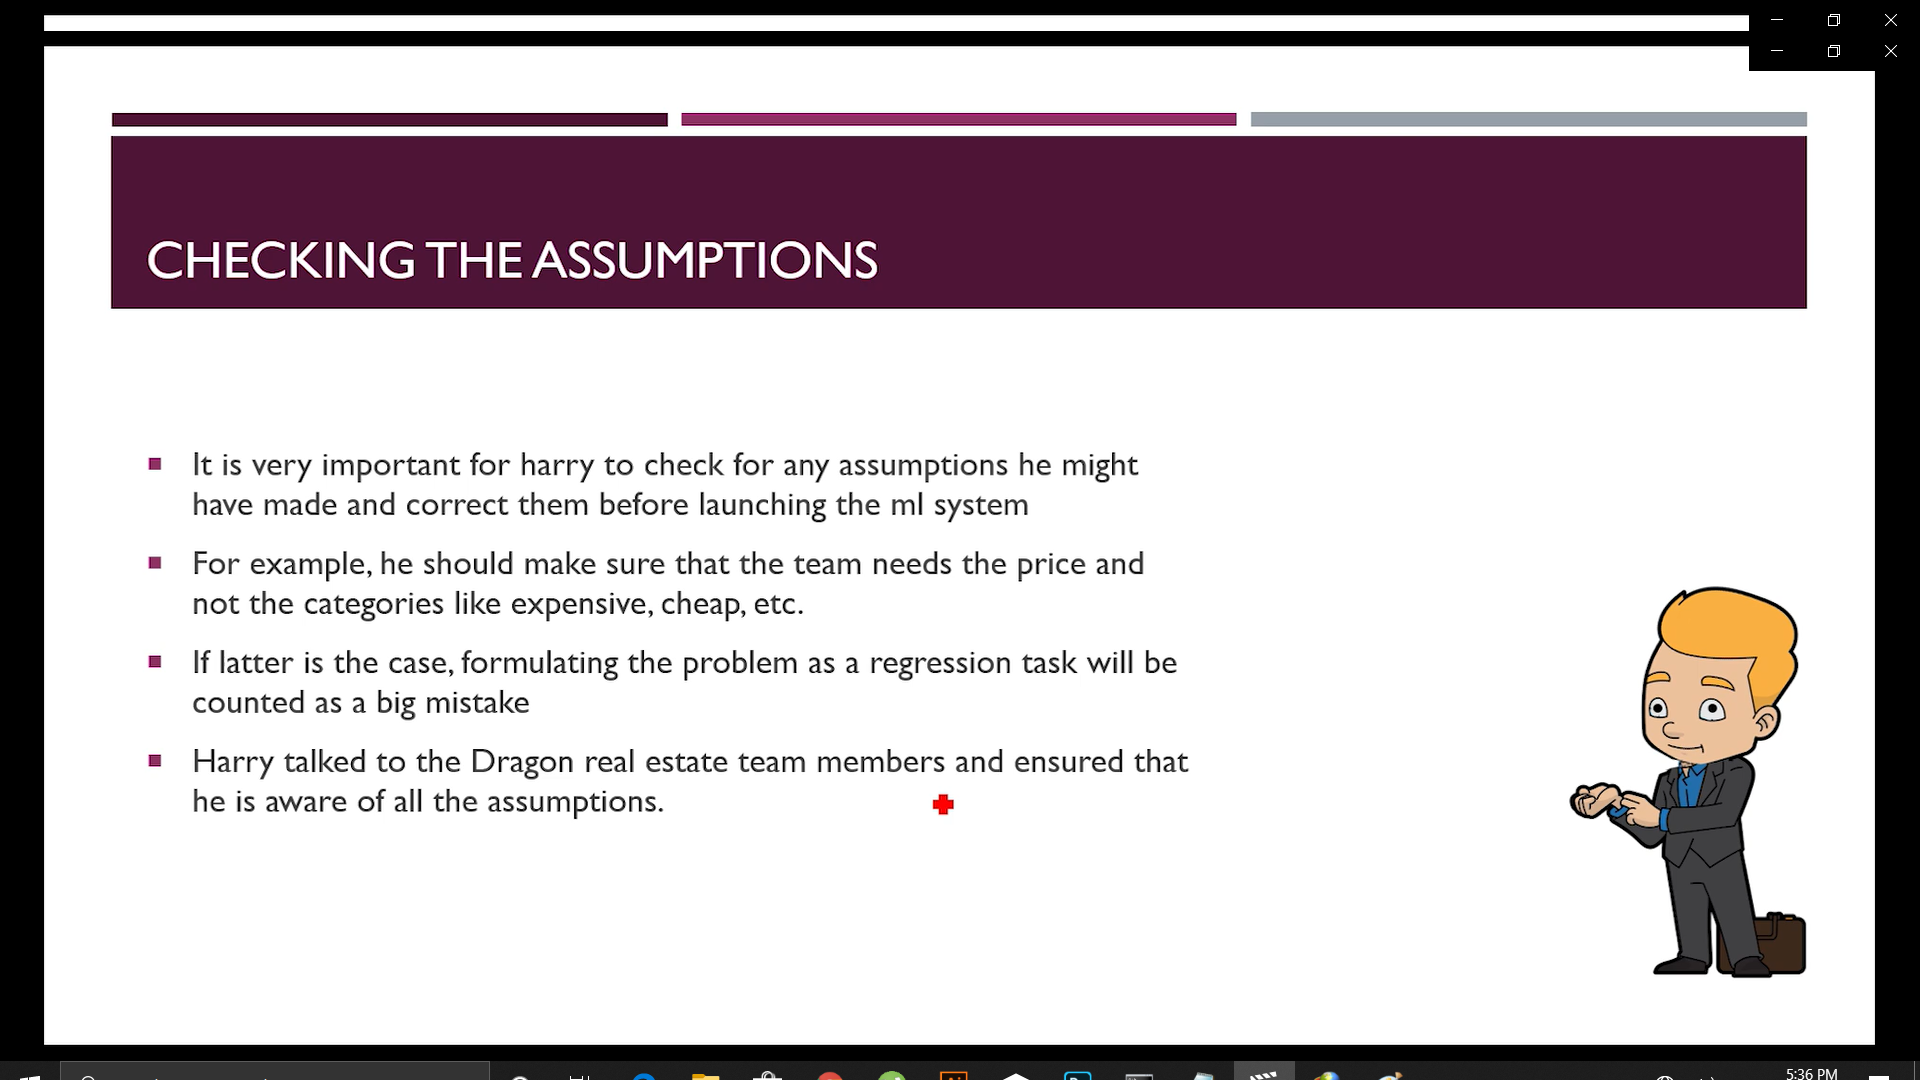 CHECKING THE ASSUMPTIONS
It is very important for harry to check for any assumptions he might
have made and correct them before launching the ml system
For example, he should make sure that the team needs the price and
not the categories like expensive, cheap, etc.
If latter is the case, formulating the problem as a regression task will be
counted as a big mistake
Harry talked to the Dragon real estate team members and ensured that
he is aware of all the assumptions.
5:36 PM